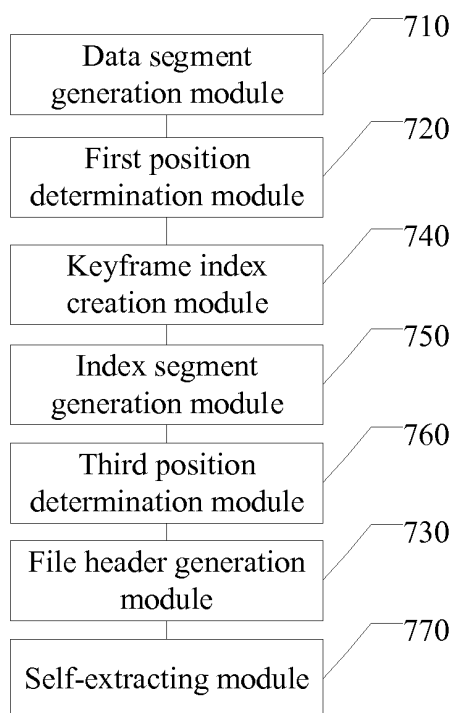 710
Data segment
generation module
720
First position
determination module
740
Keyframe index
creation module
750
Index segment
generation module
760
Third position
determination module
730
File header generation
module
770
Self-extracting module